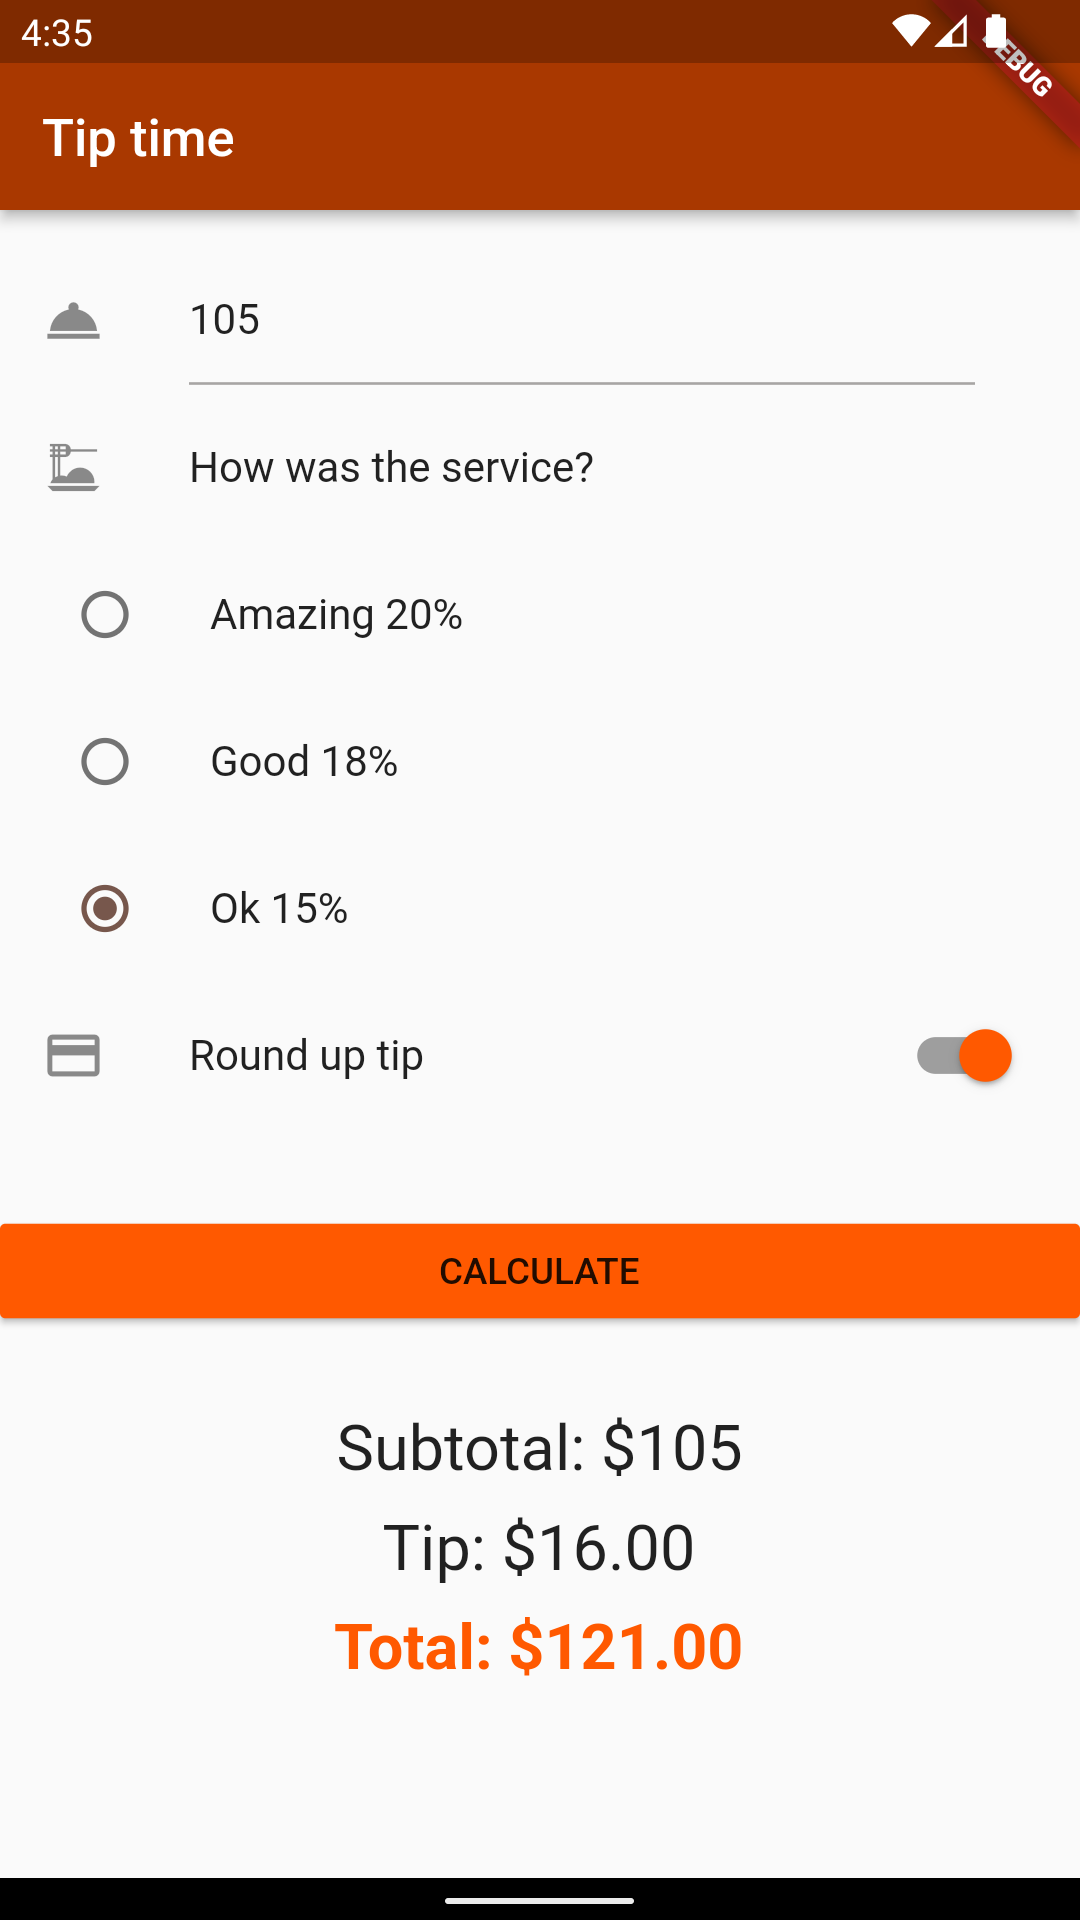 4:35
DEBUG
Tip time
105
How was the service?
Amazing 20%
Good 18%
Ok 15%
Round up tip
CALCULATE
Subtotal: $105
Tip: $16.00
Total: $121.00